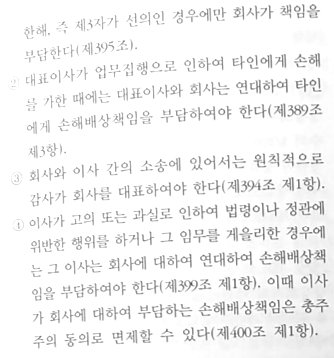 한해. 즉 제3자가 선의인 경우에만 회사가 책임을
부담한다(제395조).
② 대표이사가 업무집행으로 인하여 타인에게 손해
를 가한 때에는 대표이사와 회사는 연대하여 타인
에게 손해배상책임을 부담하여야 한다(제389조
제3항).
③ 회사와 이사 간의 소송에 있어서는 원칙적으로
감사가 회사를 대표하여야 한다(제394조 제1항).
④ 이사가 고의 또는 과실로 인하여 법령이나 정관에
위반한 행위를 하거나 그 임무를 게을리한 경우에
는 그 이사는 회사에 대하여 연대하여 손해배상책
임을 부담하여야 한다(제399조 제1항). 이때 이사
가 회사에 대하여 부담하는 손해배상책임은 총주
주의 동의로 면제할 수 있다(제400조 제1항).